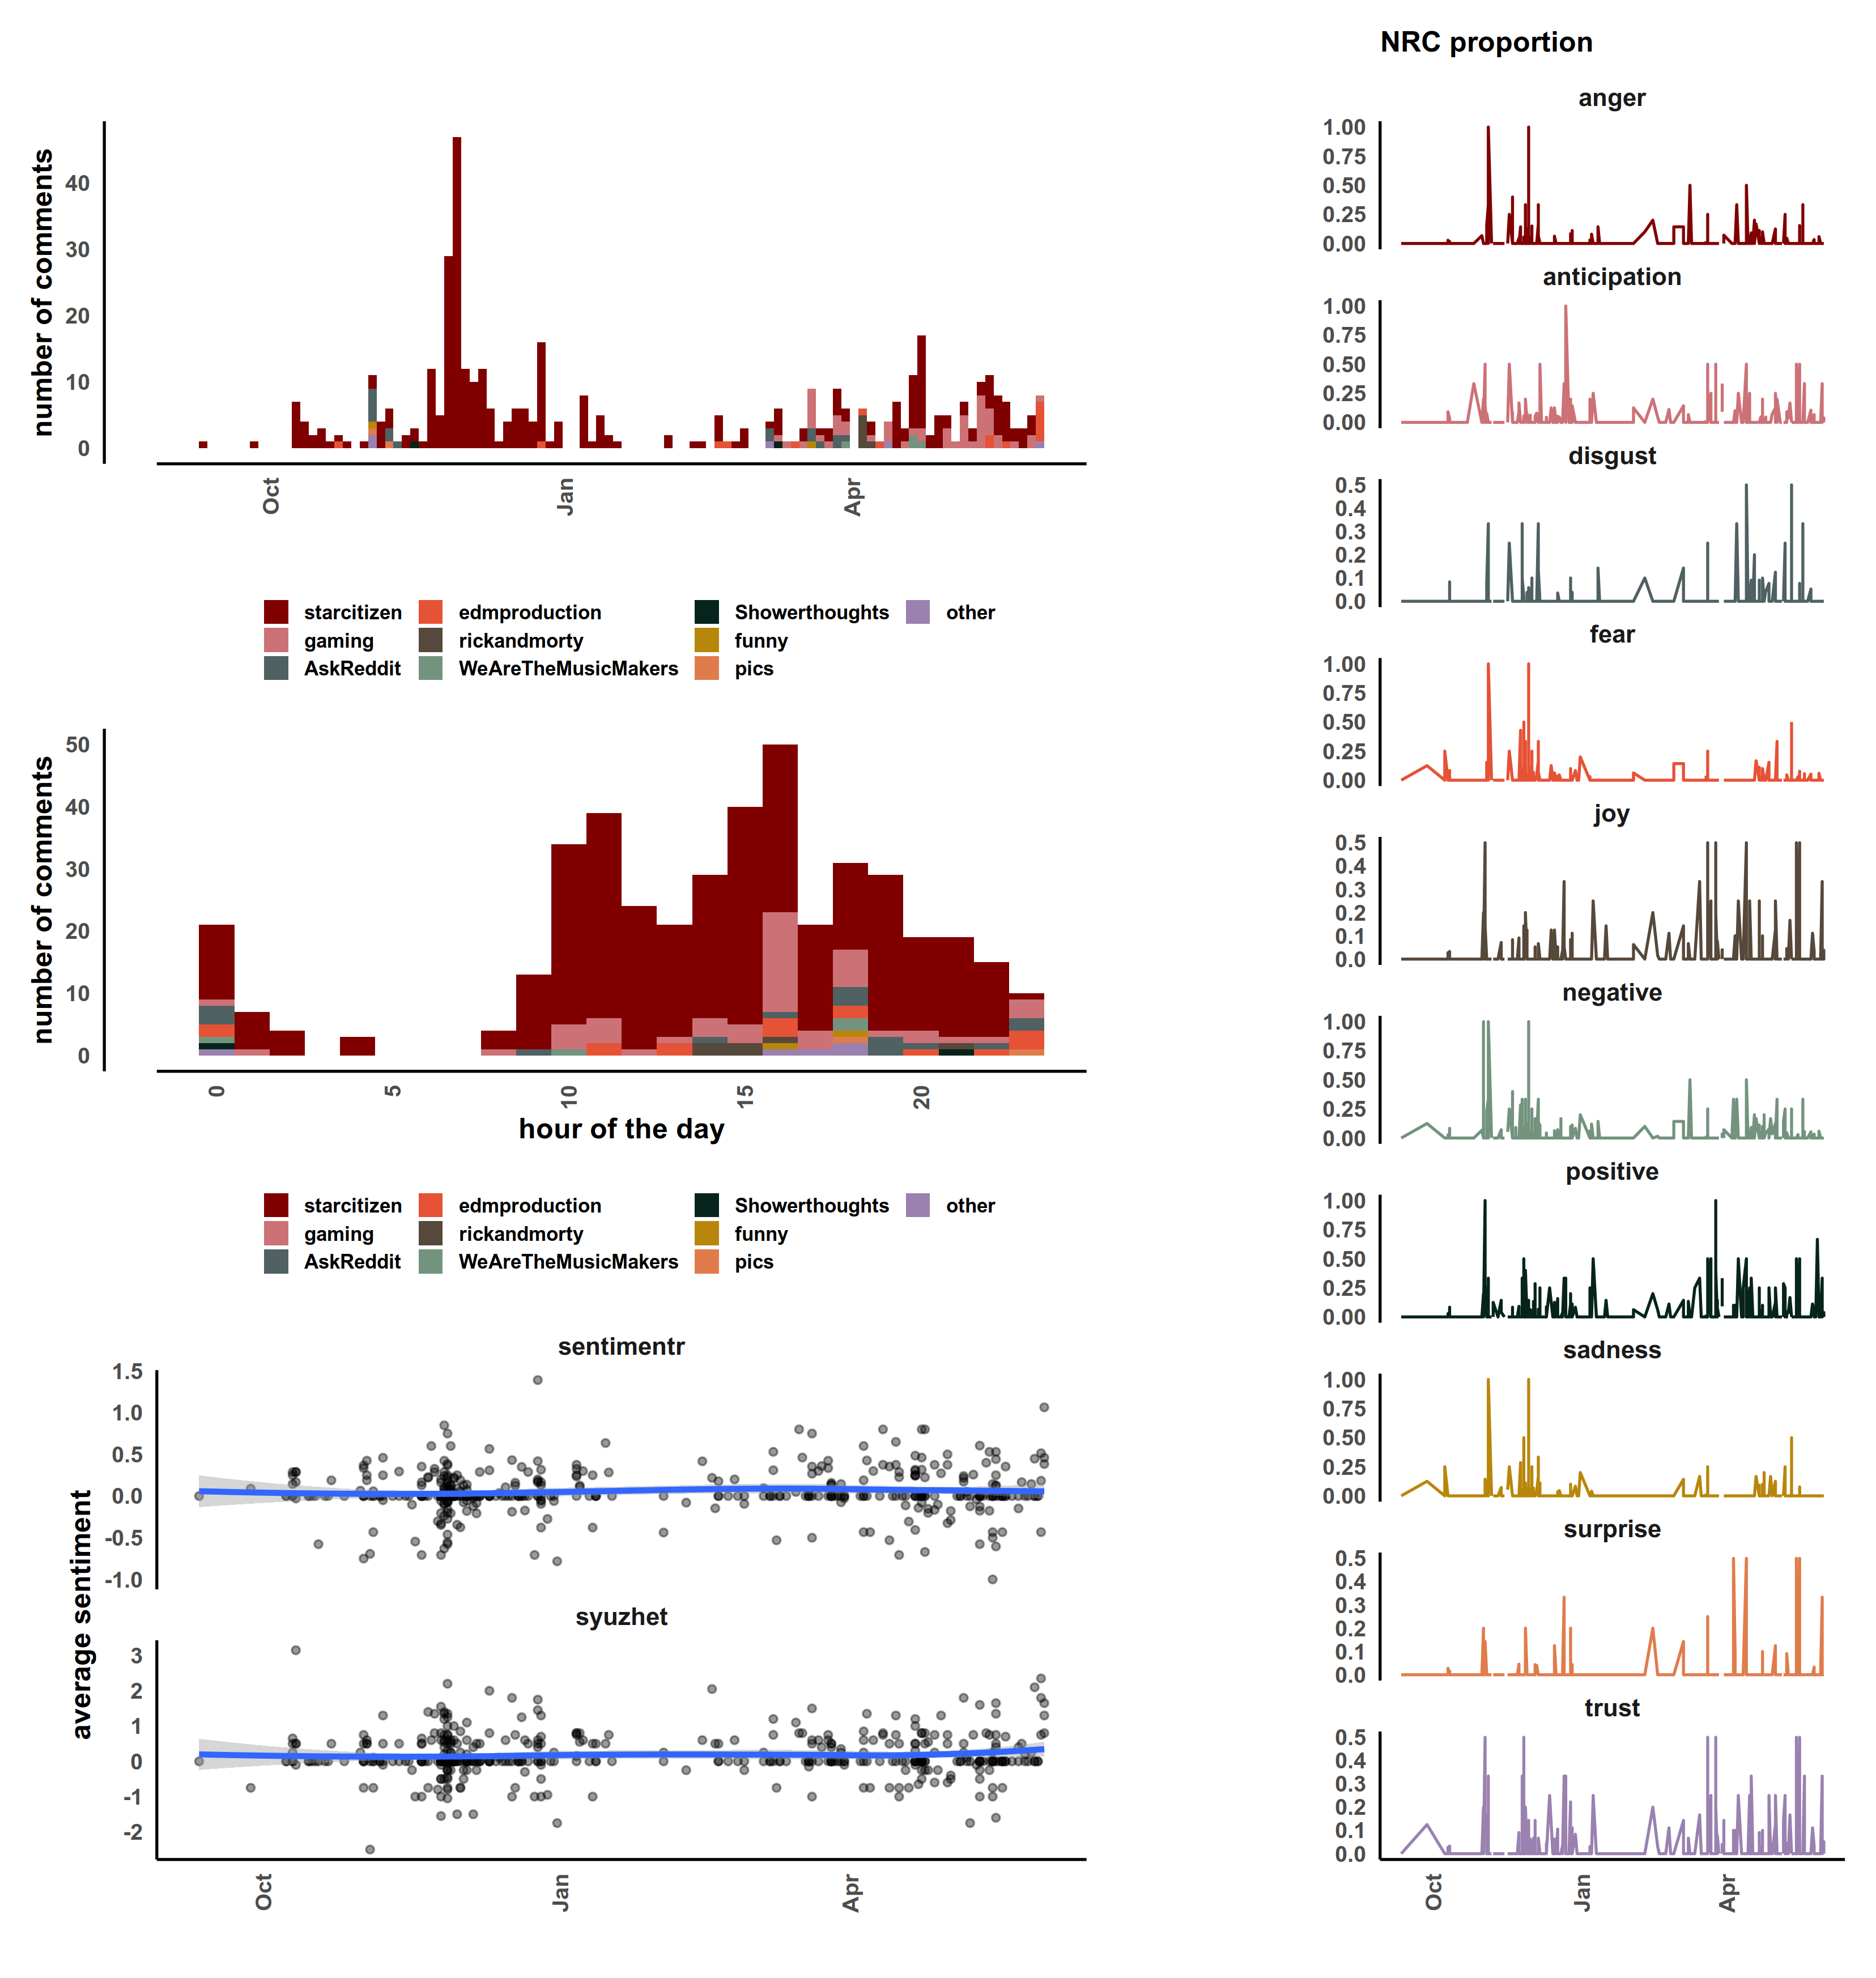 number of comments
40
30
20
10
0
Oct Jan Apr
starcitizen edmproduction Showerthoughts other
gaming rickandmorty funny
AskReddit WeAreTheMusicMakers pics
number of comments
50
40
30
20
10
0
0 5 10 15 20
hour of the day
starcitizen edmproduction Showerthoughts other
gaming rickandmorty funny
AskReddit WeAreTheMusicMakers pics
average sentiment
sentimentr
1.5
1.0
0.5
0.0
-0.5
-1.0
syuzhet
3
2
1
0
-1
-2
Oct Jan Apr
NRC proportion
anger
1.00
0.75
0.50
0.25
0.00
anticipation
1.00
0.75
0.50
0.25
0.00
disgust
0.5
0.4
0.3
0.2
0.1
0.0
fear
1.00
0.75
0.50
0.25
0.00
joy
0.5
0.4
0.3
0.2
0.1
0.0
negative
1.00
0.75
0.50
0.25
0.00
positive
1.00
0.75
0.50
0.25
0.00
sadness
1.00
0.75
0.50
0.25
0.00
surprise
0.5
0.4
0.3
0.2
0.1
0.0
trust
0.5
0.4
0.3
0.2
0.1
0.0
Oct Jan Apr